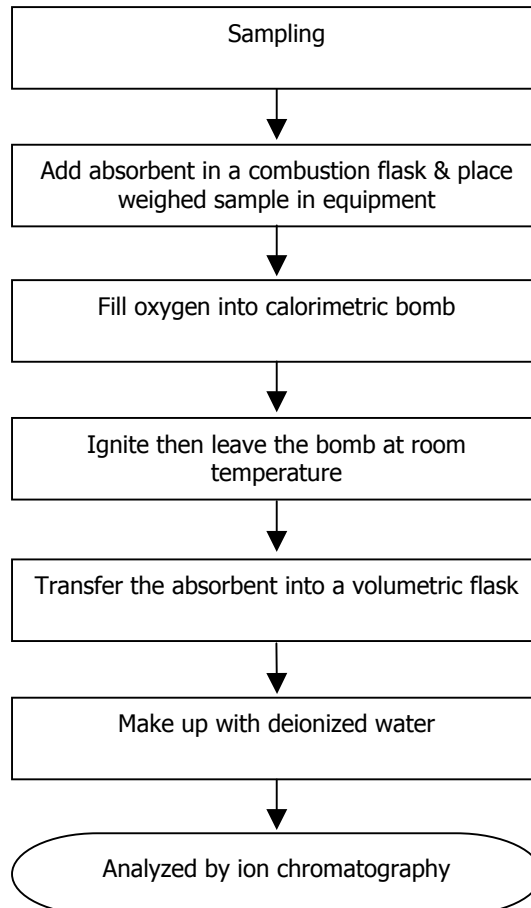 Sampling
Add absorbent in a combustion flask & place
weighed sample in equipment
Fill oxygen into calorimetric bomb
Ignite then leave the bomb at room
temperature
Transfer the absorbent into a volumetric flask
Make up with deionized water
Analyzed by ion chromatography